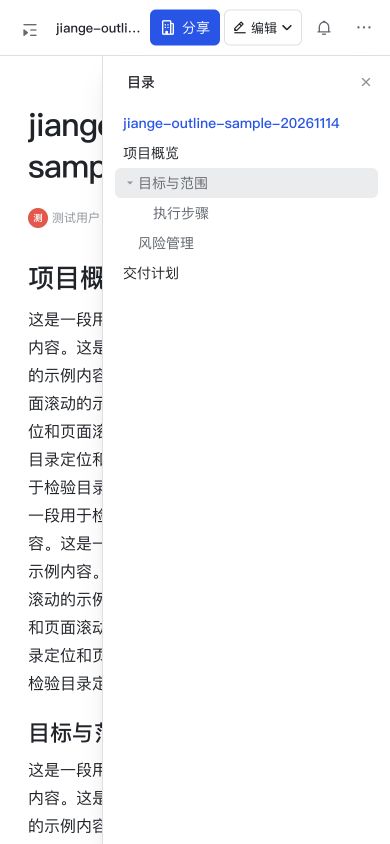 jiange-outli...
分享
编辑
目录
jiange-outline-sample-20261114
项目概览
目标与范围
执行步骤
风险管理
交付计划
jiange
samp
测 测试用户
项目概
这是一段用
内容。这是
的示例内容
面滚动的示
位和页面滚
目录定位和
于检验目录
一段用于检
容。这是一
示例内容。
滚动的示例
和页面滚动
录定位和页
检验目录定
目标与范
这是一段用
内容。这是
的示例内容